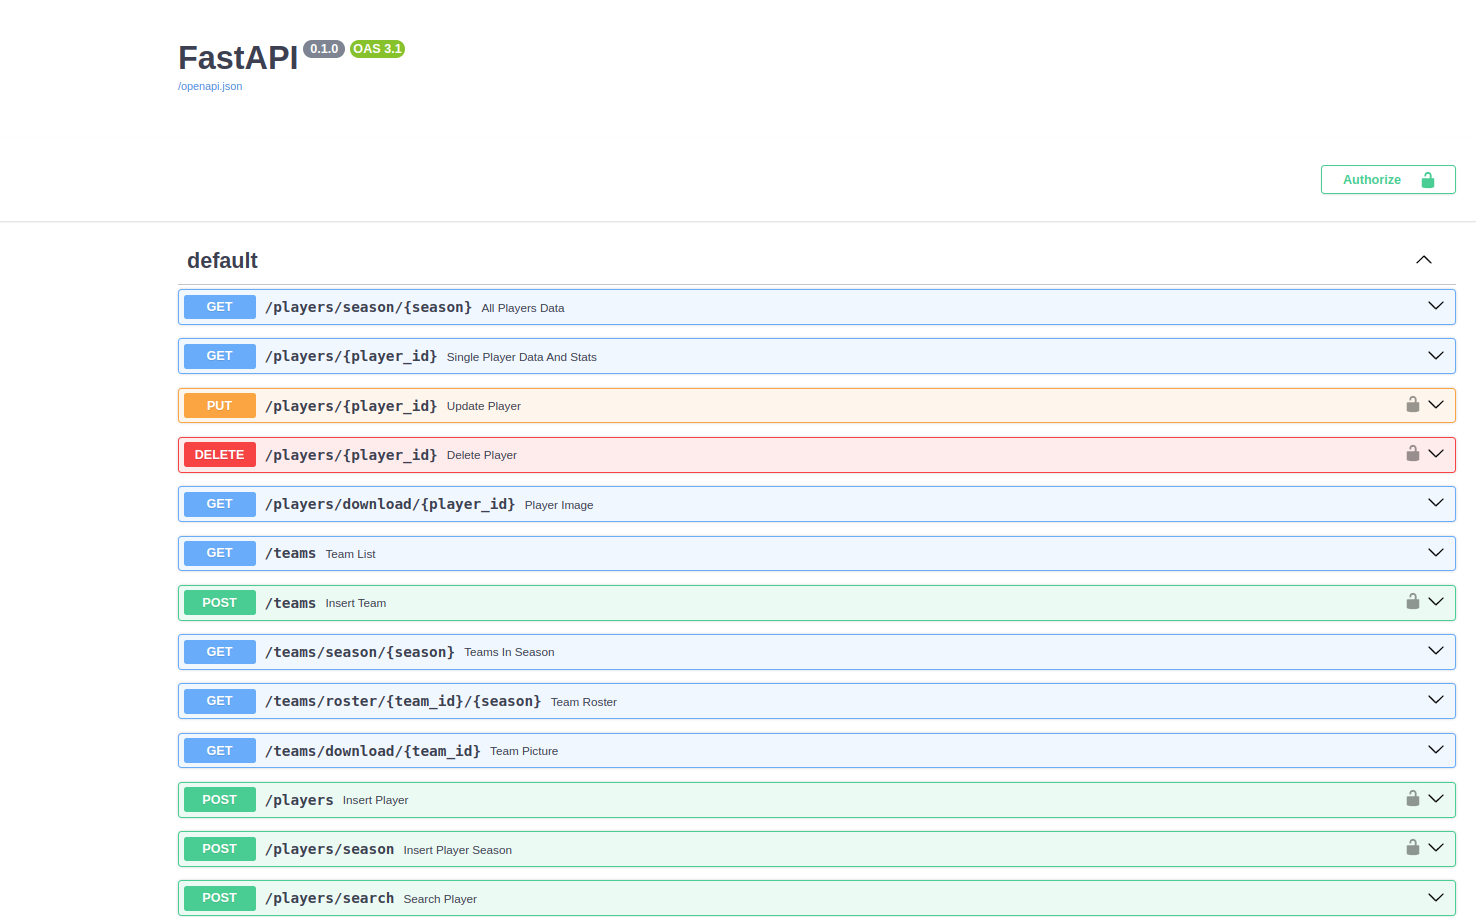 FastAPI 0.1.0 OAS 3.1
/openapi.json
Authorize
default
GET /players/season/{season} All Players Data
GET /players/{player_id} Single Player Data And Stats
PUT /players/{player_id} Update Player
DELETE /players/{player_id} Delete Player
GET /players/download/{player_id} Player Image
GET /teams Team List
POST /teams Insert Team
GET /teams/season/{season} Teams In Season
GET /teams/roster/{team_id}/{season} Team Roster
GET /teams/download/{team_id} Team Picture
POST /players Insert Player
POST /players/season Insert Player Season
POST /players/search Search Player